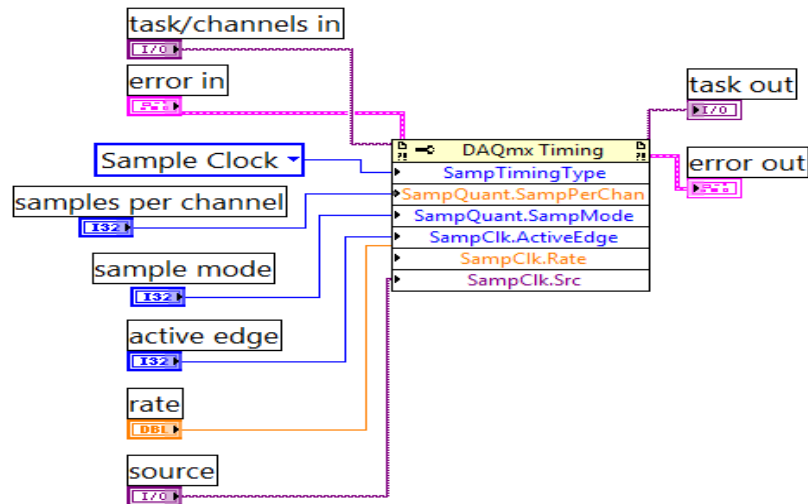 task/channels in
I/O
error in
task out
I/O
DAQmx Timing
error out
Sample Clock
SampTimingType
samples per channel
SampQuant.SampPerChan
I32
SampQuant.SampMode
SampClk.ActiveEdge
sample mode
SampClk.Rate
I32
SampClk.Src
active edge
I32
rate
DBL
source
I/O